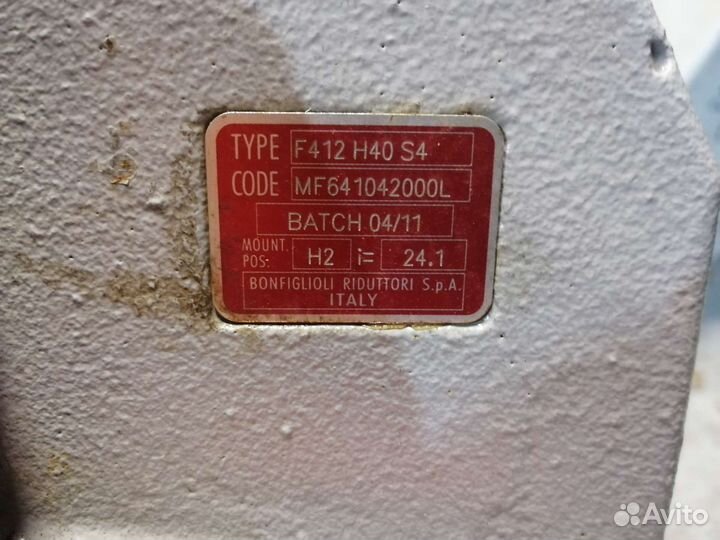 TYPE F412 H40 S4
CODE MF641042000L
BATCH 04/11
MOUNT. POS: H2 i= 24.1
BONFIGLIOLI RIDUTTORI S.p.A.
ITALY
Avito